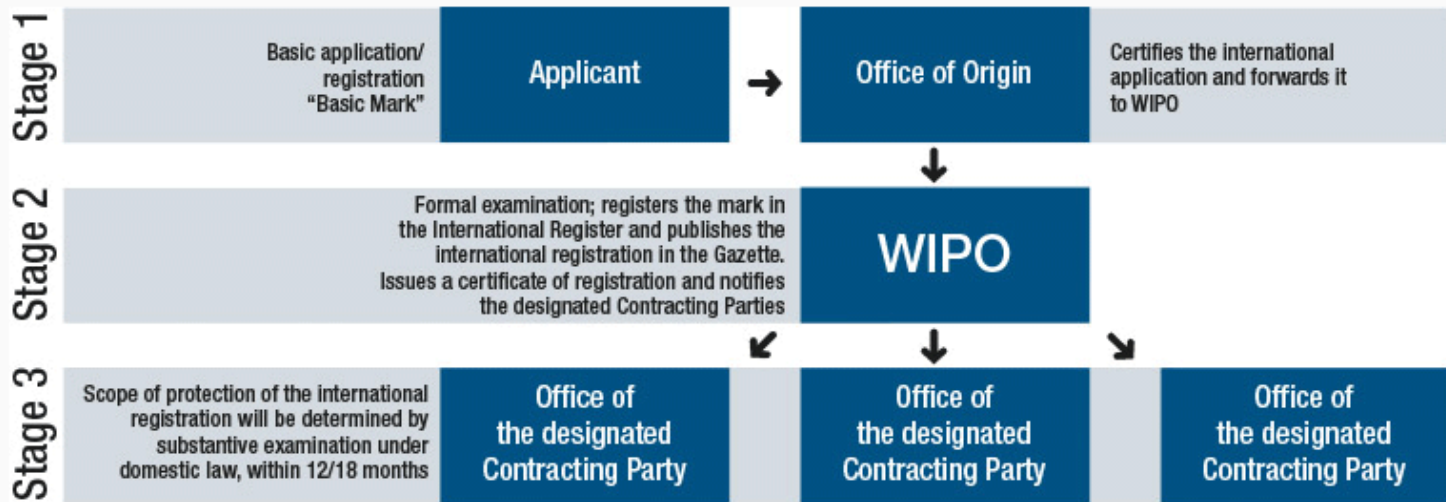 Stage 1
Basic application/
registration
“Basic Mark”
Applicant
Office of Origin
Certifies the international
application and forwards it
to WIPO
Stage 2
Formal examination; registers the mark in
the International Register and publishes the
international registration in the Gazette.
Issues a certificate of registration and notifies
the designated Contracting Parties
WIPO
Stage 3
Scope of protection of the international
registration will be determined by
substantive examination under
domestic law, within 12/18 months
Office of
the designated
Contracting Party
Office of
the designated
Contracting Party
Office of
the designated
Contracting Party